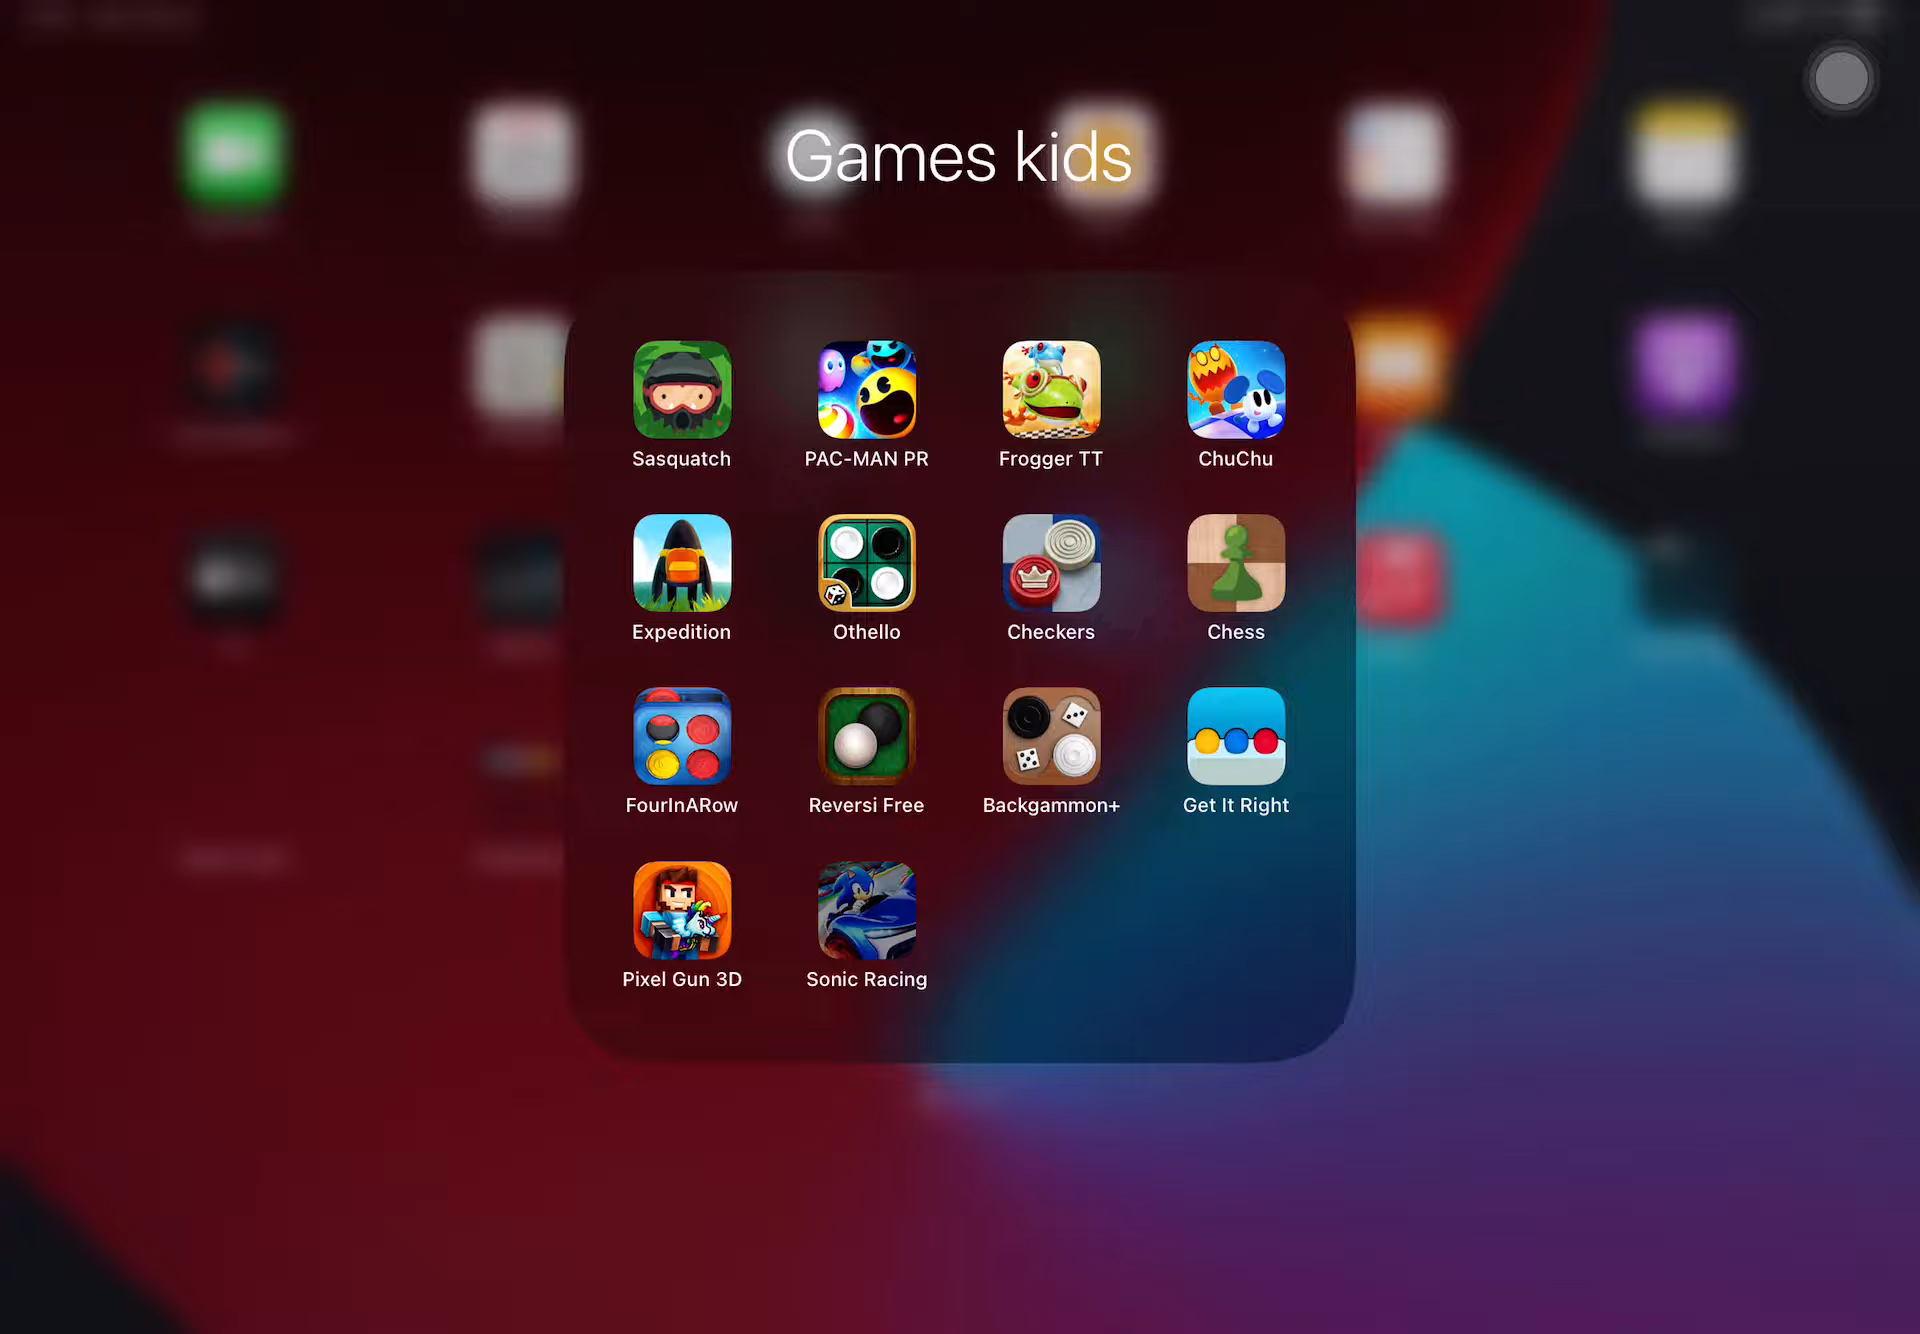 Games kids
Sasquatch
PAC-MAN PR
Frogger TT
ChuChu
Expedition
Othello
Checkers
Chess
FourInARow
Reversi Free
Backgammon+
Get It Right
Pixel Gun 3D
Sonic Racing